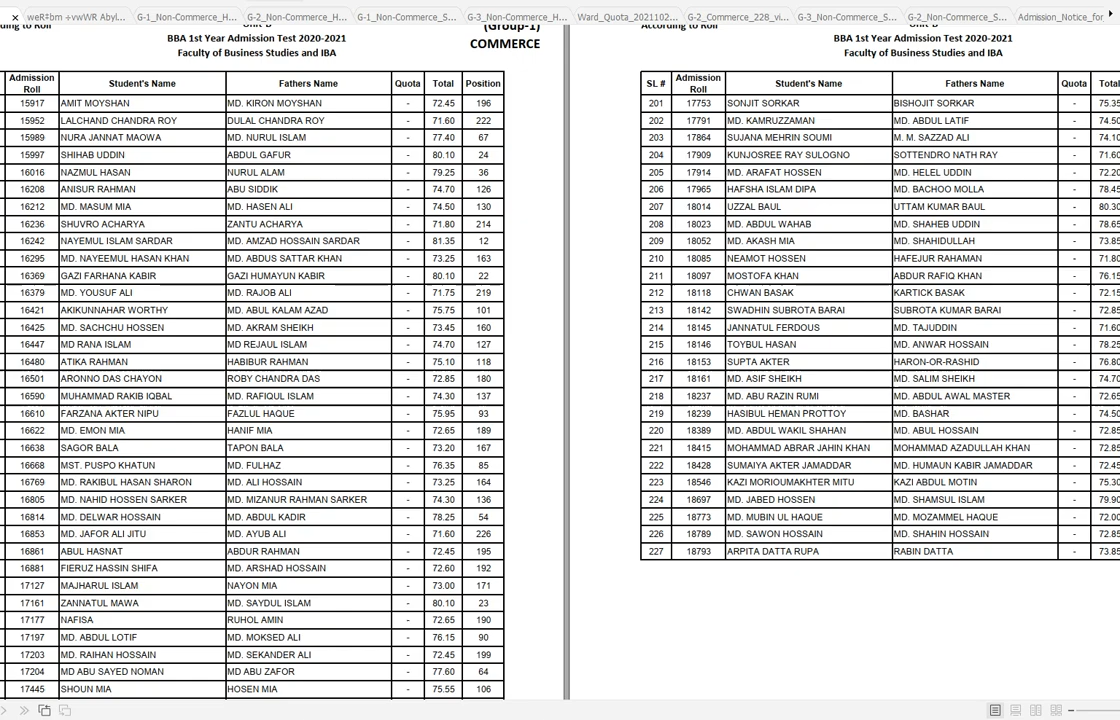 × weR‡bm +vwWR Abyl... G-1_Non-Commerce_H... G-2_Non-Commerce_H... G-1_Non-Commerce_S... G-3_Non-Commerce_H... Ward_Quota_2021102... G-2_Commerce_228_vi... G-3_Non-Commerce_S... G-2_Non-Commerce_S... Admission_Notice_for
(Group-1)
BBA 1st Year Admission Test 2020-2021
COMMERCE
Faculty of Business Studies and IBA
Admission Roll Student's Name Fathers Name Quota Total Position
15917 AMIT MOYSHAN MD. KIRON MOYSHAN - 72.45 196
15952 LALCHAND CHANDRA ROY DULAL CHANDRA ROY - 71.60 222
15989 NURA JANNAT MAOWA MD. NURUL ISLAM - 77.40 67
15997 SHIHAB UDDIN ABDUL GAFUR - 80.10 24
16016 NAZMUL HASAN NURUL ALAM - 79.25 36
16208 ANISUR RAHMAN ABU SIDDIK - 74.70 126
16212 MD. MASUM MIA MD. HASEN ALI - 74.50 130
16236 SHUVRO ACHARYA ZANTU ACHARYA - 71.80 214
16242 NAYEMUL ISLAM SARDAR MD. AMZAD HOSSAIN SARDAR - 81.35 12
16295 MD. NAYEEMUL HASAN KHAN MD. ABDUS SATTAR KHAN - 73.25 163
16369 GAZI FARHANA KABIR GAZI HUMAYUN KABIR - 80.10 22
16379 MD. YOUSUF ALI MD. RAJOB ALI - 71.75 219
16421 AKIKUNNAHAR WORTHY MD. ABUL KALAM AZAD - 75.75 101
16425 MD. SACHCHU HOSSEN MD. AKRAM SHEIKH - 73.45 160
16447 MD RANA ISLAM MD REJAUL ISLAM - 74.70 127
16480 ATIKA RAHMAN HABIBUR RAHMAN - 75.10 118
16501 ARONNO DAS CHAYON ROBY CHANDRA DAS - 72.85 180
16590 MUHAMMAD RAKIB IQBAL MD. RAFIQUL ISLAM - 74.30 137
16610 FARZANA AKTER NIPU FAZLUL HAQUE - 75.95 93
16622 MD. EMON MIA HANIF MIA - 72.65 189
16638 SAGOR BALA TAPON BALA - 73.20 167
16668 MST. PUSPO KHATUN MD. FULHAZ - 76.35 85
16769 MD. RAKIBUL HASAN SHARON MD. ALI HOSSAIN - 73.25 164
16805 MD. NAHID HOSSEN SARKER MD. MIZANUR RAHMAN SARKER - 74.30 136
16814 MD. DELWAR HOSSAIN MD. ABDUL KADIR - 78.25 54
16853 MD. JAFOR ALI JITU MD. AYUB ALI - 71.60 226
16861 ABUL HASNAT ABDUR RAHMAN - 72.45 195
16881 FIERUZ HASSIN SHIFA MD. ARSHAD HOSSAIN - 72.60 192
17127 MAJHARUL ISLAM NAYON MIA - 73.00 171
17161 ZANNATUL MAWA MD. SAYDUL ISLAM - 80.10 23
17177 NAFISA RUHOL AMIN - 72.65 190
17197 MD. ABDUL LOTIF MD. MOKSED ALI - 76.15 90
17203 MD. RAIHAN HOSSAIN MD. SEKANDER ALI - 72.45 199
17204 MD ABU SAYED NOMAN MD ABU ZAFOR - 77.60 64
17445 SHOUN MIA HOSEN MIA - 75.55 106
According to Roll
BBA 1st Year Admission Test 2020-2021
Faculty of Business Studies and IBA
SL # Admission Roll Student's Name Fathers Name Quota Total
201 17753 SONJIT SORKAR BISHOJIT SORKAR - 75.35
202 17791 MD. KAMRUZZAMAN MD. ABDUL LATIF - 74.50
203 17864 SUJANA MEHRIN SOUMI M. M. SAZZAD ALI - 74.10
204 17909 KUNJOSREE RAY SULOGNO SOTTENDRO NATH RAY - 71.60
205 17914 MD. ARAFAT HOSSEN MD. HELEL UDDIN - 72.20
206 17965 HAFSHA ISLAM DIPA MD. BACHOO MOLLA - 78.45
207 18014 UZZAL BAUL UTTAM KUMAR BAUL - 80.30
208 18023 MD. ABDUL WAHAB MD. SHAHEB UDDIN - 78.65
209 18052 MD. AKASH MIA MD. SHAHIDULLAH - 73.85
210 18085 NEAMOT HOSSEN HAFEJUR RAHAMAN - 71.80
211 18097 MOSTOFA KHAN ABDUR RAFIQ KHAN - 76.15
212 18118 CHWAN BASAK KARTICK BASAK - 72.15
213 18142 SWADHIN SUBROTA BARAI SUBROTA KUMAR BARAI - 72.85
214 18145 JANNATUL FERDOUS MD. TAJUDDIN - 71.60
215 18146 TOYBUL HASAN MD. ANWAR HOSSAIN - 78.25
216 18153 SUPTA AKTER HARON-OR-RASHID - 76.80
217 18161 MD. ASIF SHEIKH MD. SALIM SHEIKH - 74.70
218 18237 MD. ABU RAZIN RUMI MD. ABDUL AWAL MASTER - 72.65
219 18239 HASIBUL HEMAN PROTTOY MD. BASHAR - 74.50
220 18389 MD. ABDUL WAKIL SHAHAN MD. ABUL HOSSAIN - 72.85
221 18415 MOHAMMAD ABRAR JAHIN KHAN MOHAMMAD AZADULLAH KHAN - 72.85
222 18428 SUMAIYA AKTER JAMADDAR MD. HUMAUN KABIR JAMADDAR - 72.45
223 18546 KAZI MORIOUMAKHTER MITU KAZI ABDUL MOTIN - 75.30
224 18697 MD. JABED HOSSEN MD. SHAMSUL ISLAM - 79.90
225 18773 MD. MUBIN UL HAQUE MD. MOZAMMEL HAQUE - 72.00
226 18789 MD. SAWON HOSSAIN MD. SHAHIN HOSSAIN - 72.85
227 18793 ARPITA DATTA RUPA RABIN DATTA - 73.85